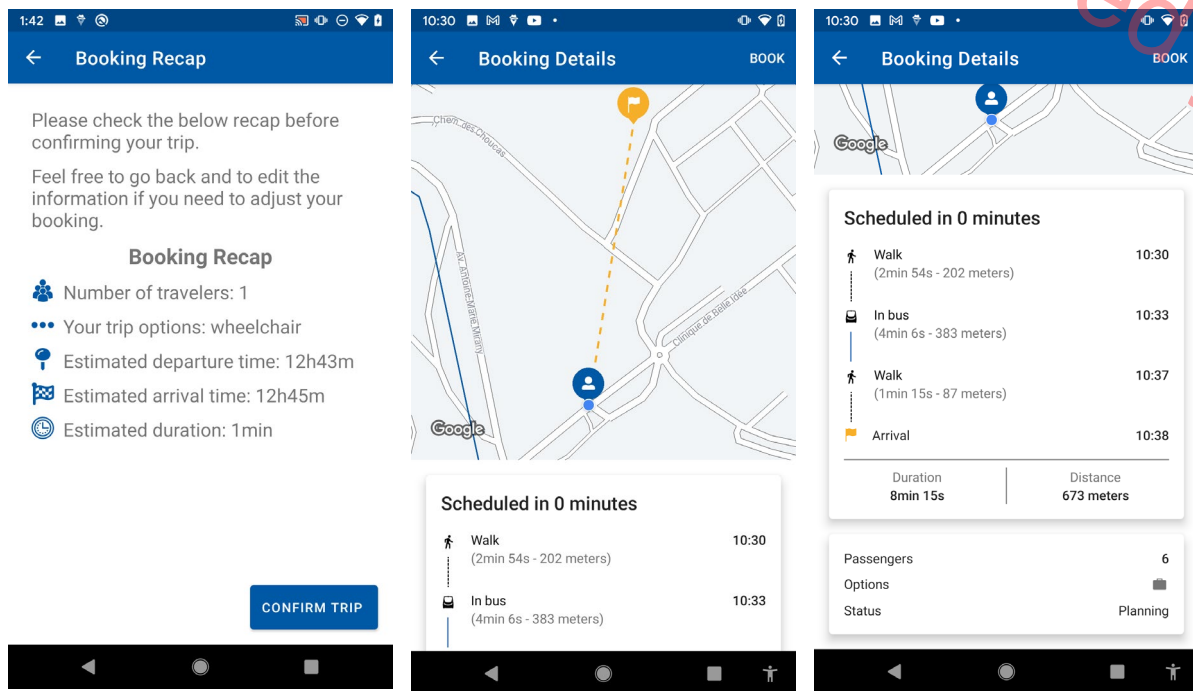 1:42
Booking Recap
Please check the below recap before
confirming your trip.
Feel free to go back and to edit the
information if you need to adjust your
booking.
Booking Recap
Number of travelers: 1
Your trip options: wheelchair
Estimated departure time: 12h43m
Estimated arrival time: 12h45m
Estimated duration: 1min
CONFIRM TRIP
10:30
Booking Details
BOOK
Chem. des Choucas
Av. Antoine-Marie Mirany
Clinique de Belle Idée
Google
Scheduled in 0 minutes
Walk 10:30
(2min 54s - 202 meters)
In bus 10:33
(4min 6s - 383 meters)
10:30
Booking Details
BOOK
Google
Scheduled in 0 minutes
Walk 10:30
(2min 54s - 202 meters)
In bus 10:33
(4min 6s - 383 meters)
Walk 10:37
(1min 15s - 87 meters)
Arrival 10:38
Duration Distance
8min 15s 673 meters
Passengers 6
Options
Status Planning